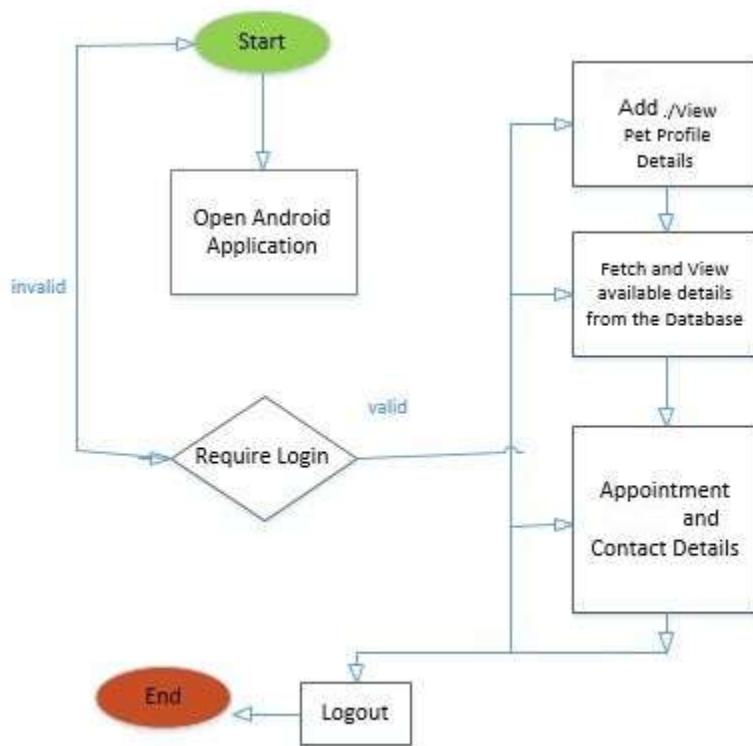 Start
Open Android
Application
invalid
valid
Require Login
Add ./View
Pet Profile
Details
Fetch and View
available details
from the Database
Appointment
and
Contact Details
Logout
End